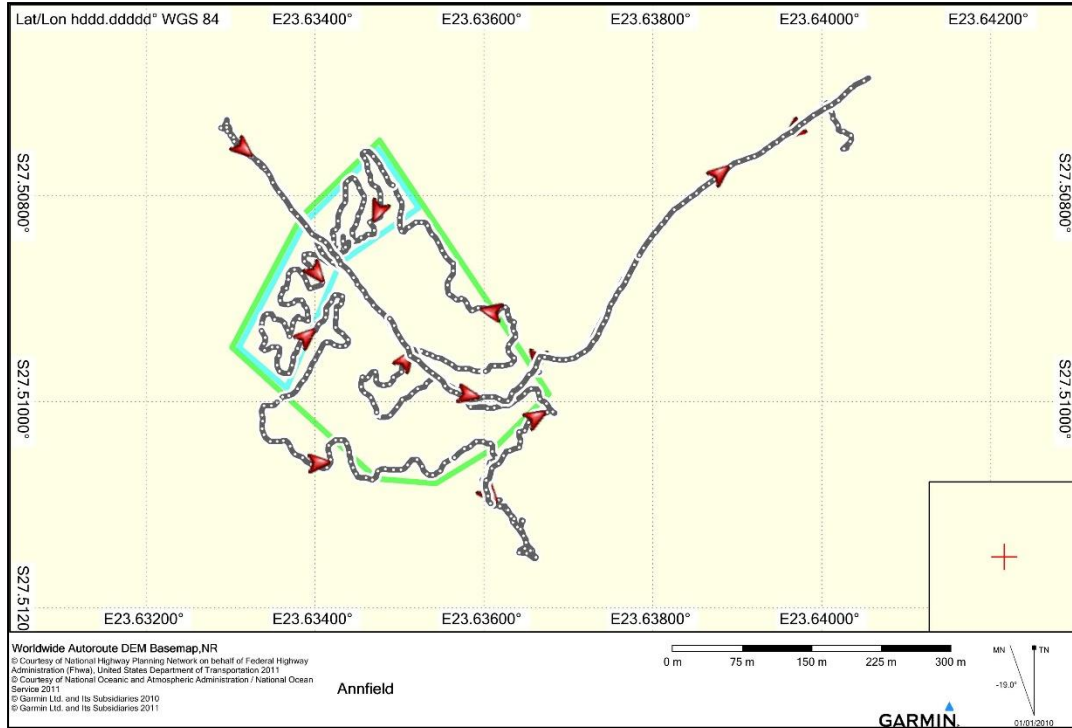 Lat/Lon hddd.ddddd° WGS 84
E23.63400°
E23.63600°
E23.63800°
E23.64000°
E23.64200°
S27.50800°
S27.50800°
S27.51000°
S27.51000°
S27.5120
E23.63200°
E23.63400°
E23.63600°
E23.63800°
E23.64000°
Worldwide Autoroute DEM Basemap,NR
© Courtesy of National Highway Planning Network on behalf of Federal Highway
Administration (Fhwa), United States Department of Transportation 2011
© Courtesy of National Oceanic and Atmospheric Administration / National Ocean
Service 2011
© Garmin Ltd. and Its Subsidiaries 2010
© Garmin Ltd. and Its Subsidiaries 2011
Annfield
0 m 75 m 150 m 225 m 300 m
MN TN
-19.0°
01/01/2010
GARMIN.